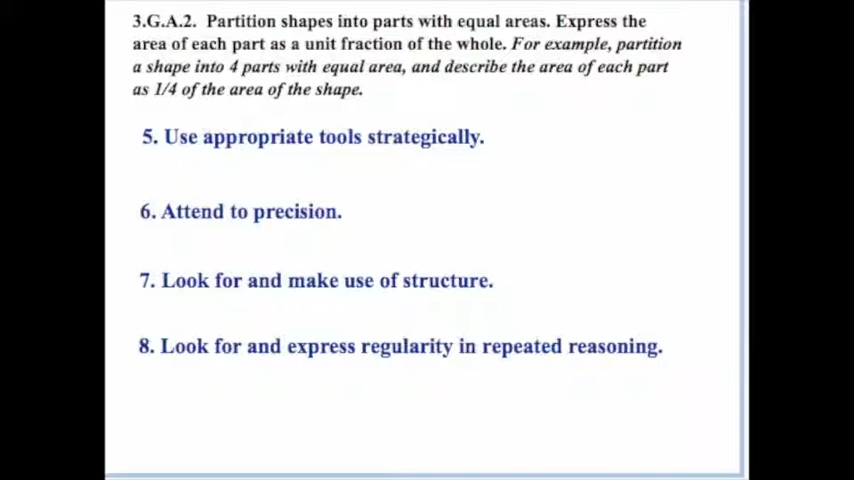 3.G.A.2. Partition shapes into parts with equal areas. Express the
area of each part as a unit fraction of the whole. For example, partition
a shape into 4 parts with equal area, and describe the area of each part
as 1/4 of the area of the shape.
5. Use appropriate tools strategically.
6. Attend to precision.
7. Look for and make use of structure.
8. Look for and express regularity in repeated reasoning.